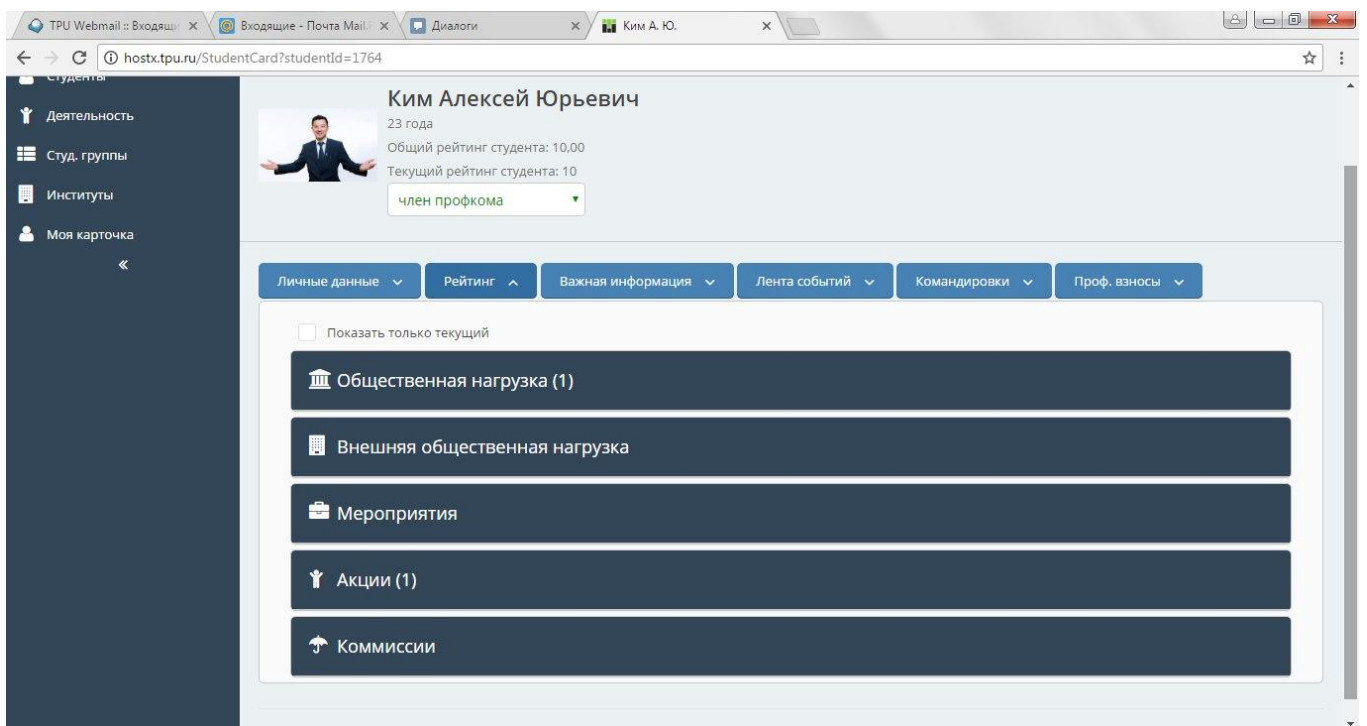 TPU Webmail :: Входящи
Входящие - Почта Mail.
Диалоги
Ким А. Ю.
hostx.tpu.ru/StudentCard?studentId=1764
Студенты
Деятельность
Студ. группы
Институты
Моя карточка
«
Ким Алексей Юрьевич
23 года
Общий рейтинг студента: 10,00
Текущий рейтинг студента: 10
член профкома
Личные данные
Рейтинг
Важная информация
Лента событий
Командировки
Проф. взносы
Показать только текущий
Общественная нагрузка (1)
Внешняя общественная нагрузка
Мероприятия
Акции (1)
Коммиссии